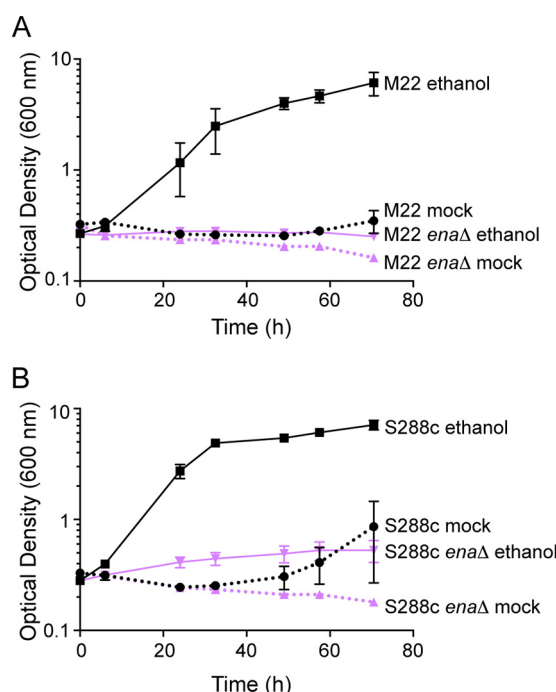 A
Optical Density (600 nm)
10
1
0.1
0 20 40 60 80
Time (h)
M22 ethanol
M22 mock
M22 enaΔ ethanol
M22 enaΔ mock
B
Optical Density (600 nm)
10
1
0.1
0 20 40 60 80
Time (h)
S288c ethanol
S288c mock
S288c enaΔ ethanol
S288c enaΔ mock